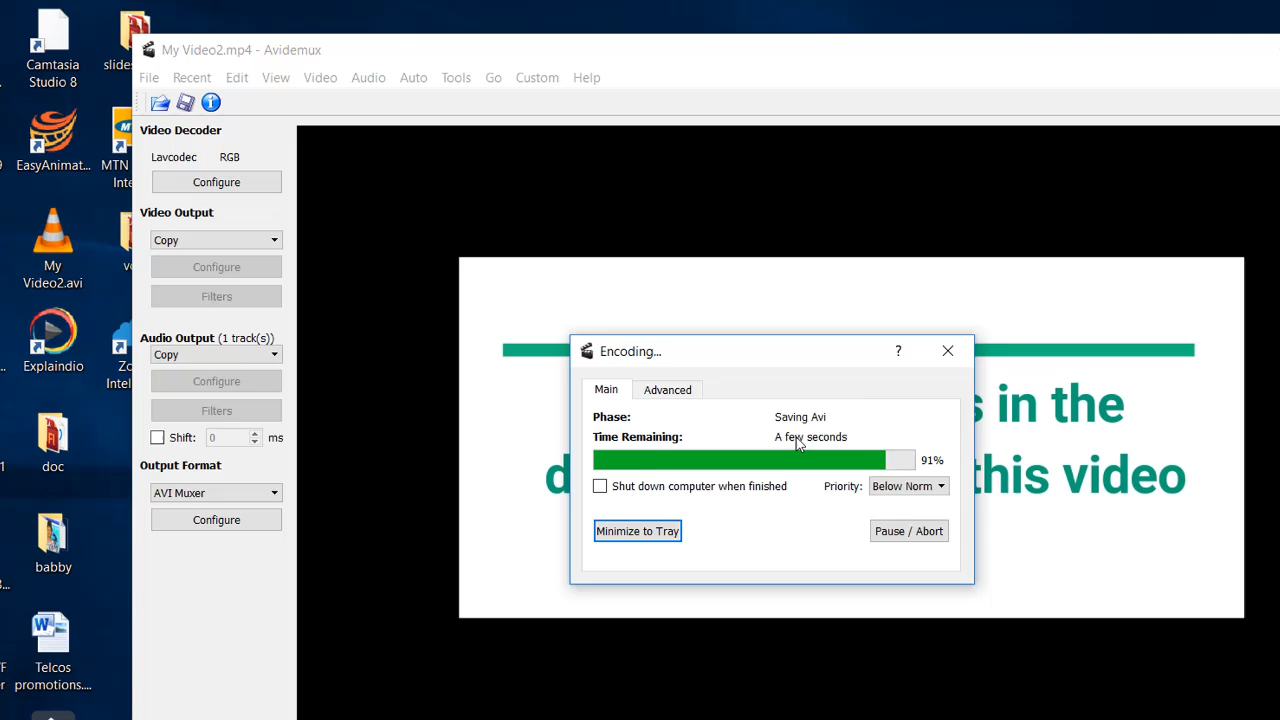 Camtasia
Studio 8
slides
My Video2.mp4 - Avidemux
File Recent Edit View Video Audio Auto Tools Go Custom Help
EasyAnimat...
MTN
Inte
Video Decoder
Lavcodec RGB
Configure
Video Output
Copy
Configure
Filters
My
Video2.avi
Audio Output (1 track(s))
Copy
Configure
Filters
Shift: 0 ms
Explaindio
Zo
Intel
Output Format
AVI Muxer
Configure
doc
babby
Telcos
promotions....
s in the
d this video
Encoding...
?
Main Advanced
Phase: Saving Avi
Time Remaining: A few seconds
91%
Shut down computer when finished Priority: Below Norm
Minimize to Tray Pause / Abort